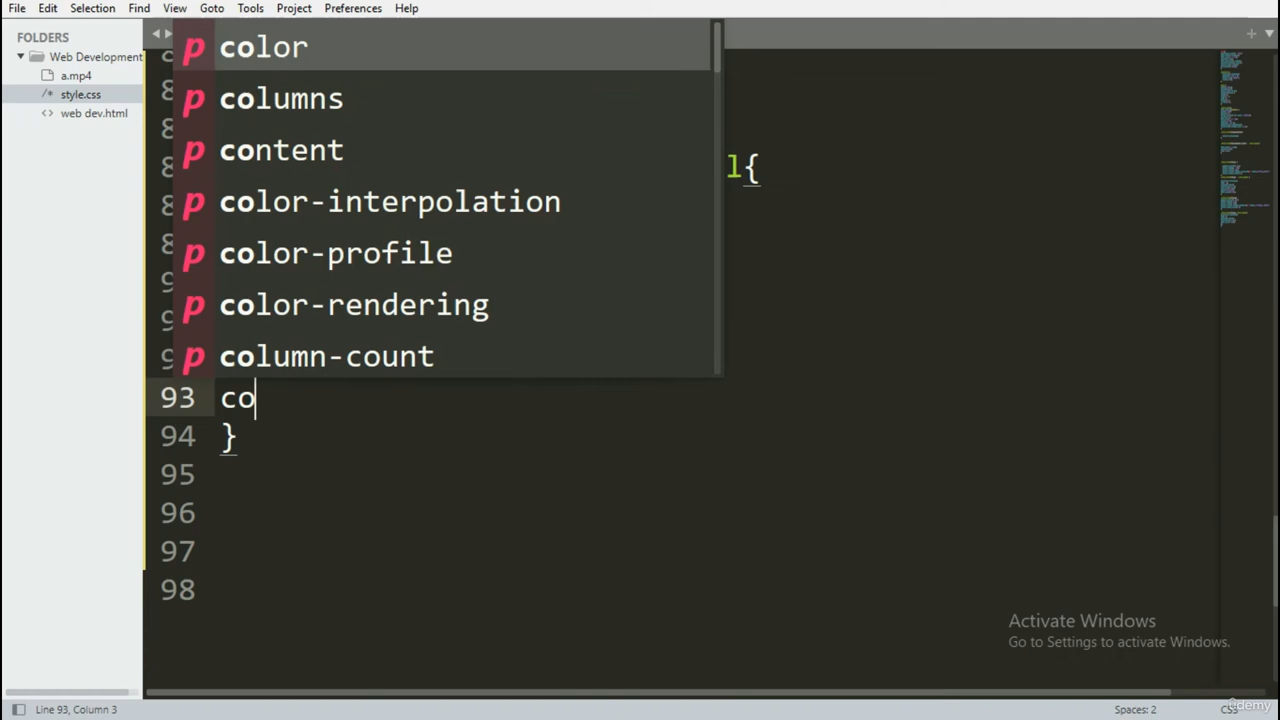 File Edit Selection Find View Goto Tools Project Preferences Help
FOLDERS
Web Development
a.mp4
/* style.css
<> web dev.html
p color
p columns
p content
p color-interpolation
p color-profile
p color-rendering
p column-count
l{
93 co
94 }
95
96
97
98
Activate Windows
Go to Settings to activate Windows.
Line 93, Column 3
Spaces: 2
CSS
ûdemy